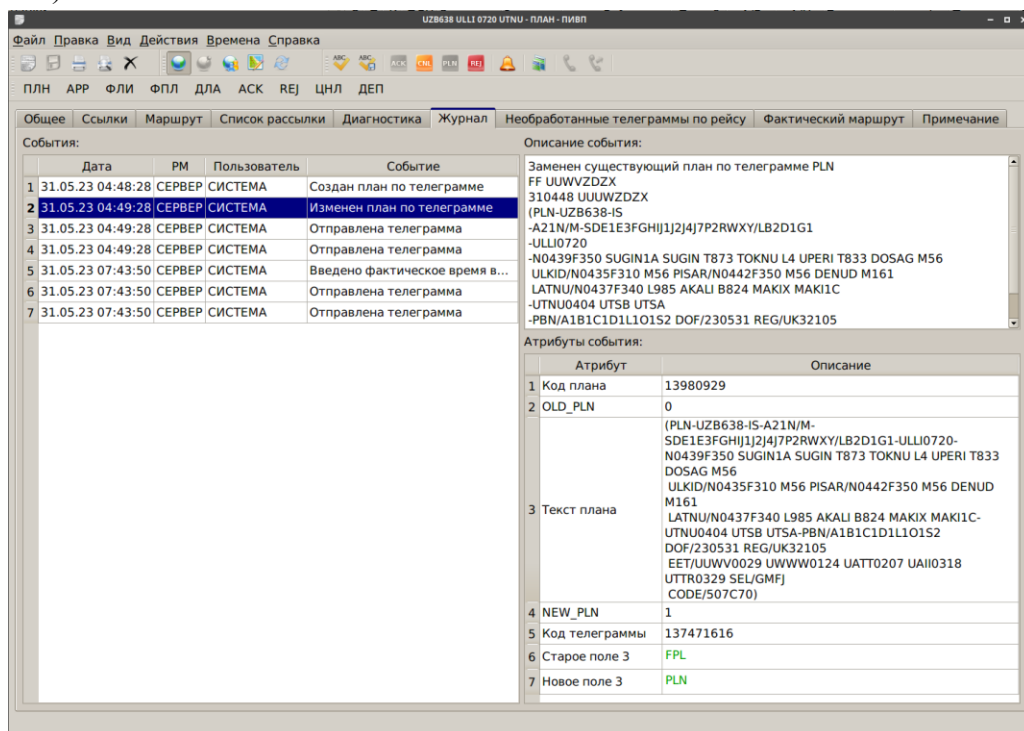 UZB638 ULLI 0720 UTNU - ПЛАН - ПИВП
Файл Правка Вид Действия Времена Справка
ABC ABC ACK CNL PLN REJ
ПЛН АРР ФЛИ ФПЛ ДЛА ACK REJ ЦНЛ ДЕП
Общее Ссылки Маршрут Список рассылки Диагностика Журнал Необработанные телеграммы по рейсу Фактический маршрут Примечание
События:
Дата РМ Пользователь Событие
1 31.05.23 04:48:28 СЕРВЕР СИСТЕМА Создан план по телеграмме
2 31.05.23 04:49:28 СЕРВЕР СИСТЕМА Изменен план по телеграмме
3 31.05.23 04:49:28 СЕРВЕР СИСТЕМА Отправлена телеграмма
4 31.05.23 04:49:28 СЕРВЕР СИСТЕМА Отправлена телеграмма
5 31.05.23 07:43:50 СЕРВЕР СИСТЕМА Введено фактическое время в...
6 31.05.23 07:43:50 СЕРВЕР СИСТЕМА Отправлена телеграмма
7 31.05.23 07:43:50 СЕРВЕР СИСТЕМА Отправлена телеграмма
Описание события:
Заменен существующий план по телеграмме PLN
FF UUWVZDZX
310448 UUUWZDZX
(PLN-UZB638-IS
-A21N/M-SDE1E3FGHIJ1J2J4J7P2RWXY/LB2D1G1
-ULLI0720
-N0439F350 SUGIN1A SUGIN T873 TOKNU L4 UPERI T833 DOSAG M56
ULKID/N0435F310 M56 PISAR/N0442F350 M56 DENUD M161
LATNU/N0437F340 L985 AKALI B824 MAKIX MAKI1C
-UTNU0404 UTSB UTSA
-PBN/A1B1C1D1L1O1S2 DOF/230531 REG/UK32105
Атрибуты события:
Атрибут Описание
1 Код плана 13980929
2 OLD_PLN 0
3 Текст плана (PLN-UZB638-IS-A21N/M-
SDE1E3FGHIJ1J2J4J7P2RWXY/LB2D1G1-ULLI0720-
N0439F350 SUGIN1A SUGIN T873 TOKNU L4 UPERI T833
DOSAG M56
ULKID/N0435F310 M56 PISAR/N0442F350 M56 DENUD
M161
LATNU/N0437F340 L985 AKALI B824 MAKIX MAKI1C-
UTNU0404 UTSB UTSA-PBN/A1B1C1D1L1O1S2
DOF/230531 REG/UK32105
EET/UUWV0029 UWWW0124 UATT0207 UAII0318
UTTR0329 SEL/GMFJ
CODE/507C70)
4 NEW_PLN 1
5 Код телеграммы 137471616
6 Старое поле 3 FPL
7 Новое поле 3 PLN